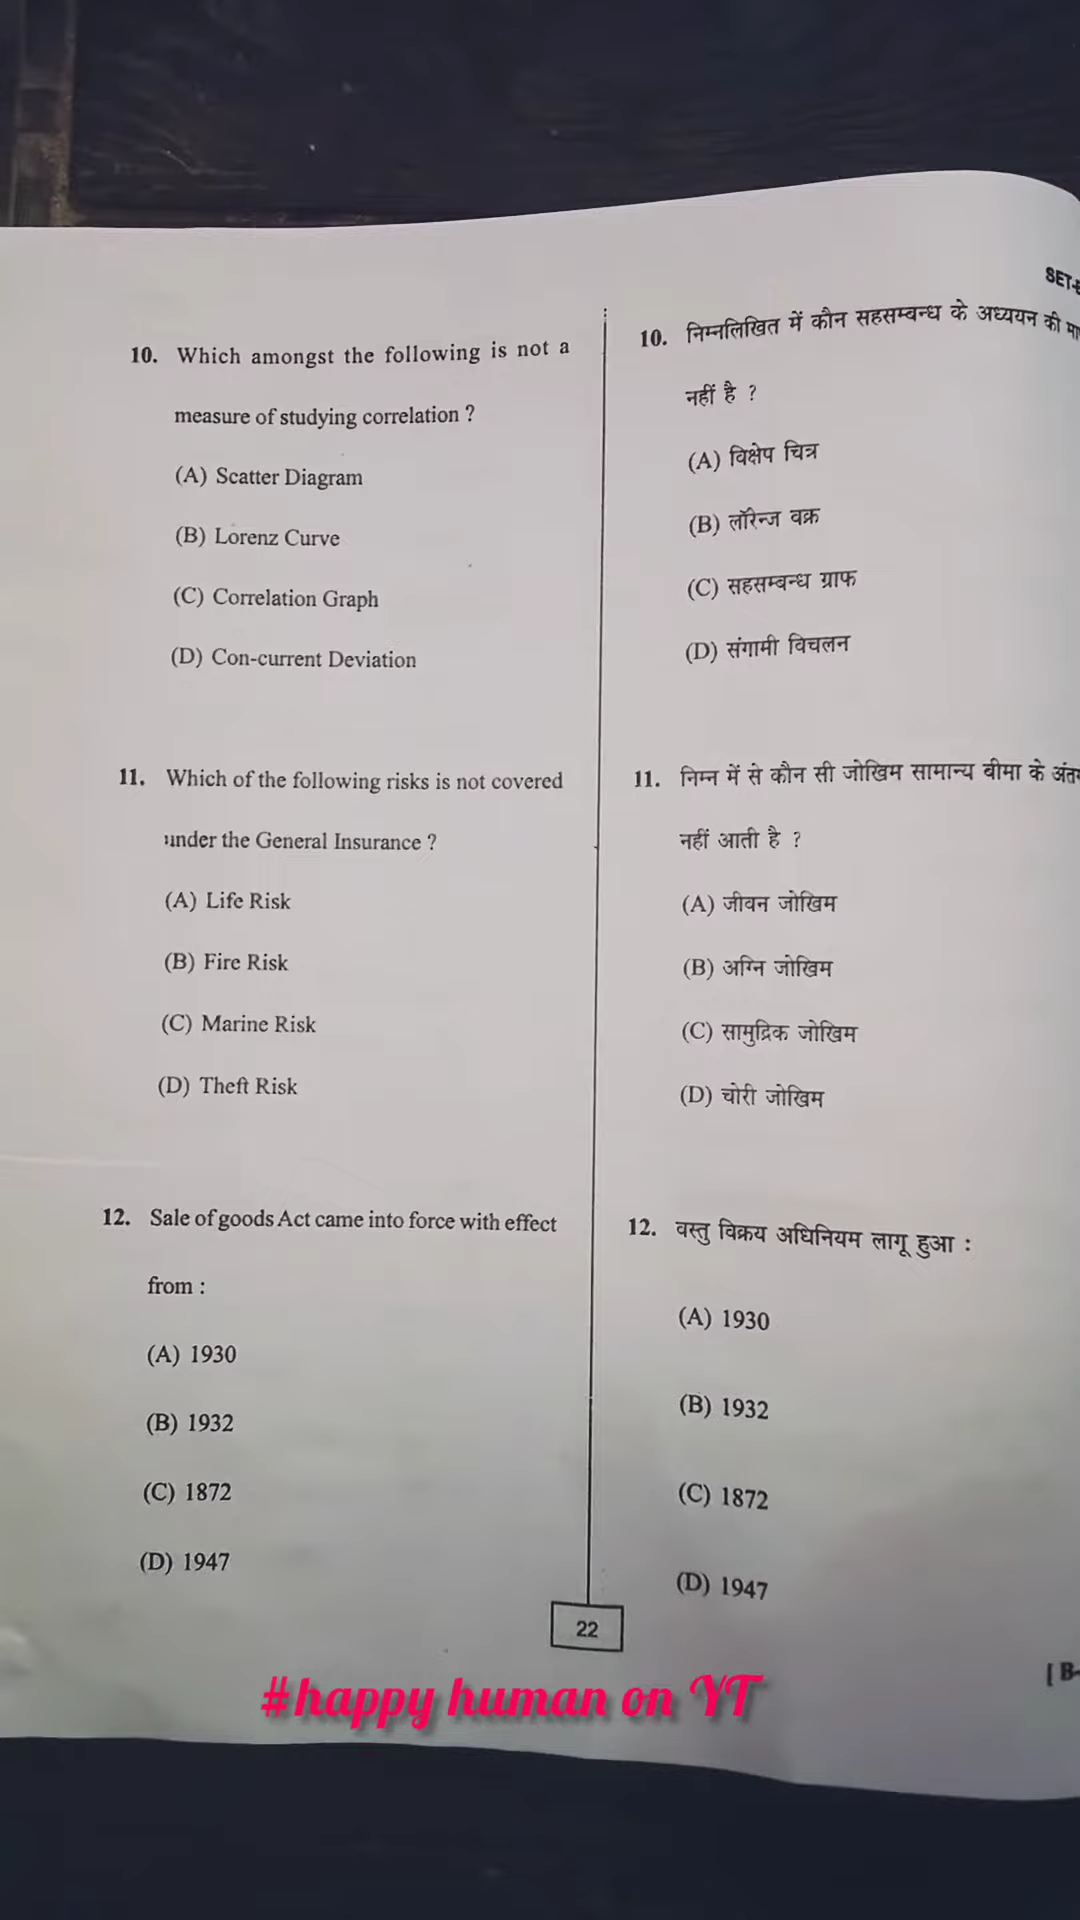 SET-
10. Which amongst the following is not a
measure of studying correlation ?
(A) Scatter Diagram
(B) Lorenz Curve
(C) Correlation Graph
(D) Con-current Deviation
11. Which of the following risks is not covered
under the General Insurance ?
(A) Life Risk
(B) Fire Risk
(C) Marine Risk
(D) Theft Risk
12. Sale of goods Act came into force with effect
from :
(A) 1930
(B) 1932
(C) 1872
(D) 1947
10. निम्नलिखित में कौन सहसम्बन्ध के अध्ययन की
नहीं है ?
(A) विक्षेप चित्र
(B) लॉरेन्ज वक्र
(C) सहसम्बन्ध ग्राफ
(D) संगामी विचलन
11. निम्न में से कौन सी जोखिम सामान्य बीमा के
नहीं आती है ?
(A) जीवन जोखिम
(B) अग्नि जोखिम
(C) सामुद्रिक जोखिम
(D) चोरी जोखिम
12. वस्तु विक्रय अधिनियम लागू हुआ :
(A) 1930
(B) 1932
(C) 1872
(D) 1947
22
[ B-
#happy human on YT